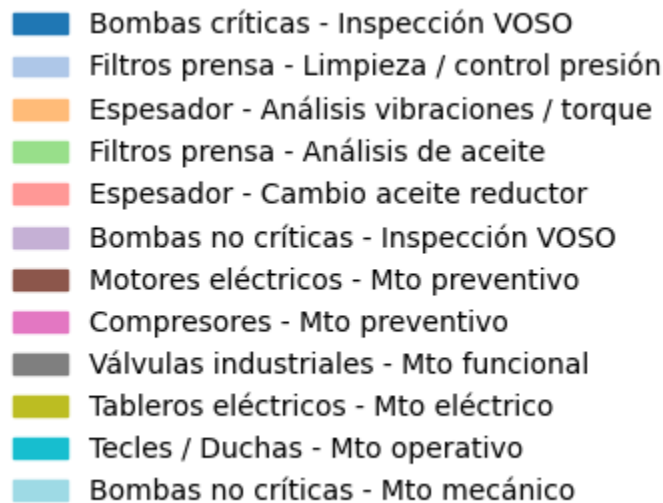 Bombas críticas - Inspección VOSO
Filtros prensa - Limpieza / control presión
Espesador - Análisis vibraciones / torque
Filtros prensa - Análisis de aceite
Espesador - Cambio aceite reductor
Bombas no críticas - Inspección VOSO
Motores eléctricos - Mto preventivo
Compresores - Mto preventivo
Válvulas industriales - Mto funcional
Tableros eléctricos - Mto eléctrico
Tecles / Duchas - Mto operativo
Bombas no críticas - Mto mecánico